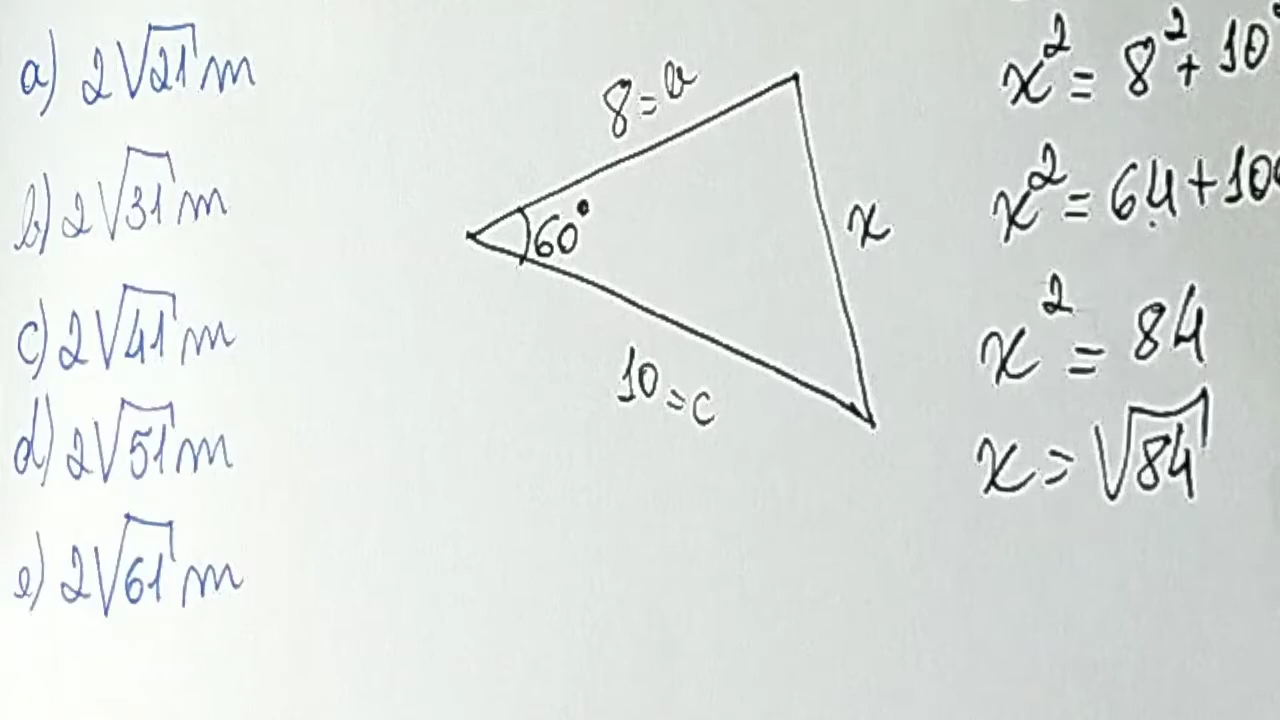 a) 2√21 m
b) 2√31 m
c) 2√41 m
d) 2√51 m
e) 2√61 m
60°
x
10=c
x² = 8² + 10
x² = 64 + 10
x² = 84
x = √84